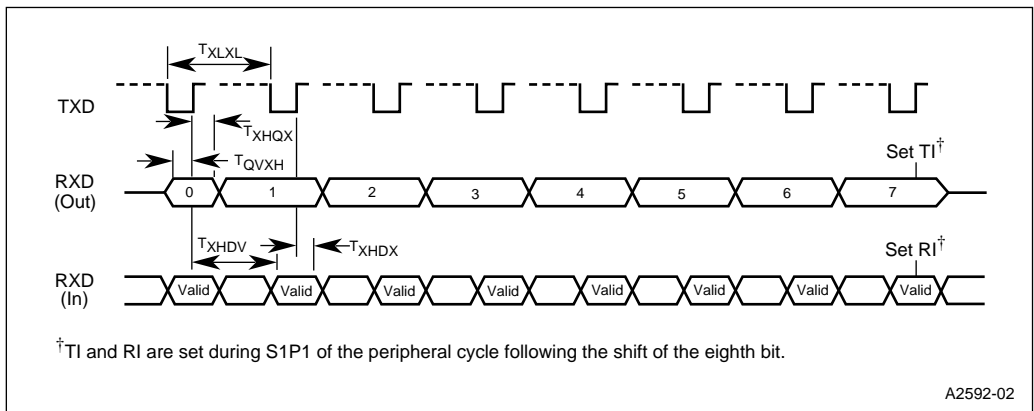 TXLXL
TXD
TXHQX
TQVXH
Set TI†
RXD
(Out)
0 1 2 3 4 5 6 7
TXHDV
TXHDX
Set RI†
RXD
(In)
Valid Valid Valid Valid Valid Valid Valid Valid
†TI and RI are set during S1P1 of the peripheral cycle following the shift of the eighth bit.
A2592-02